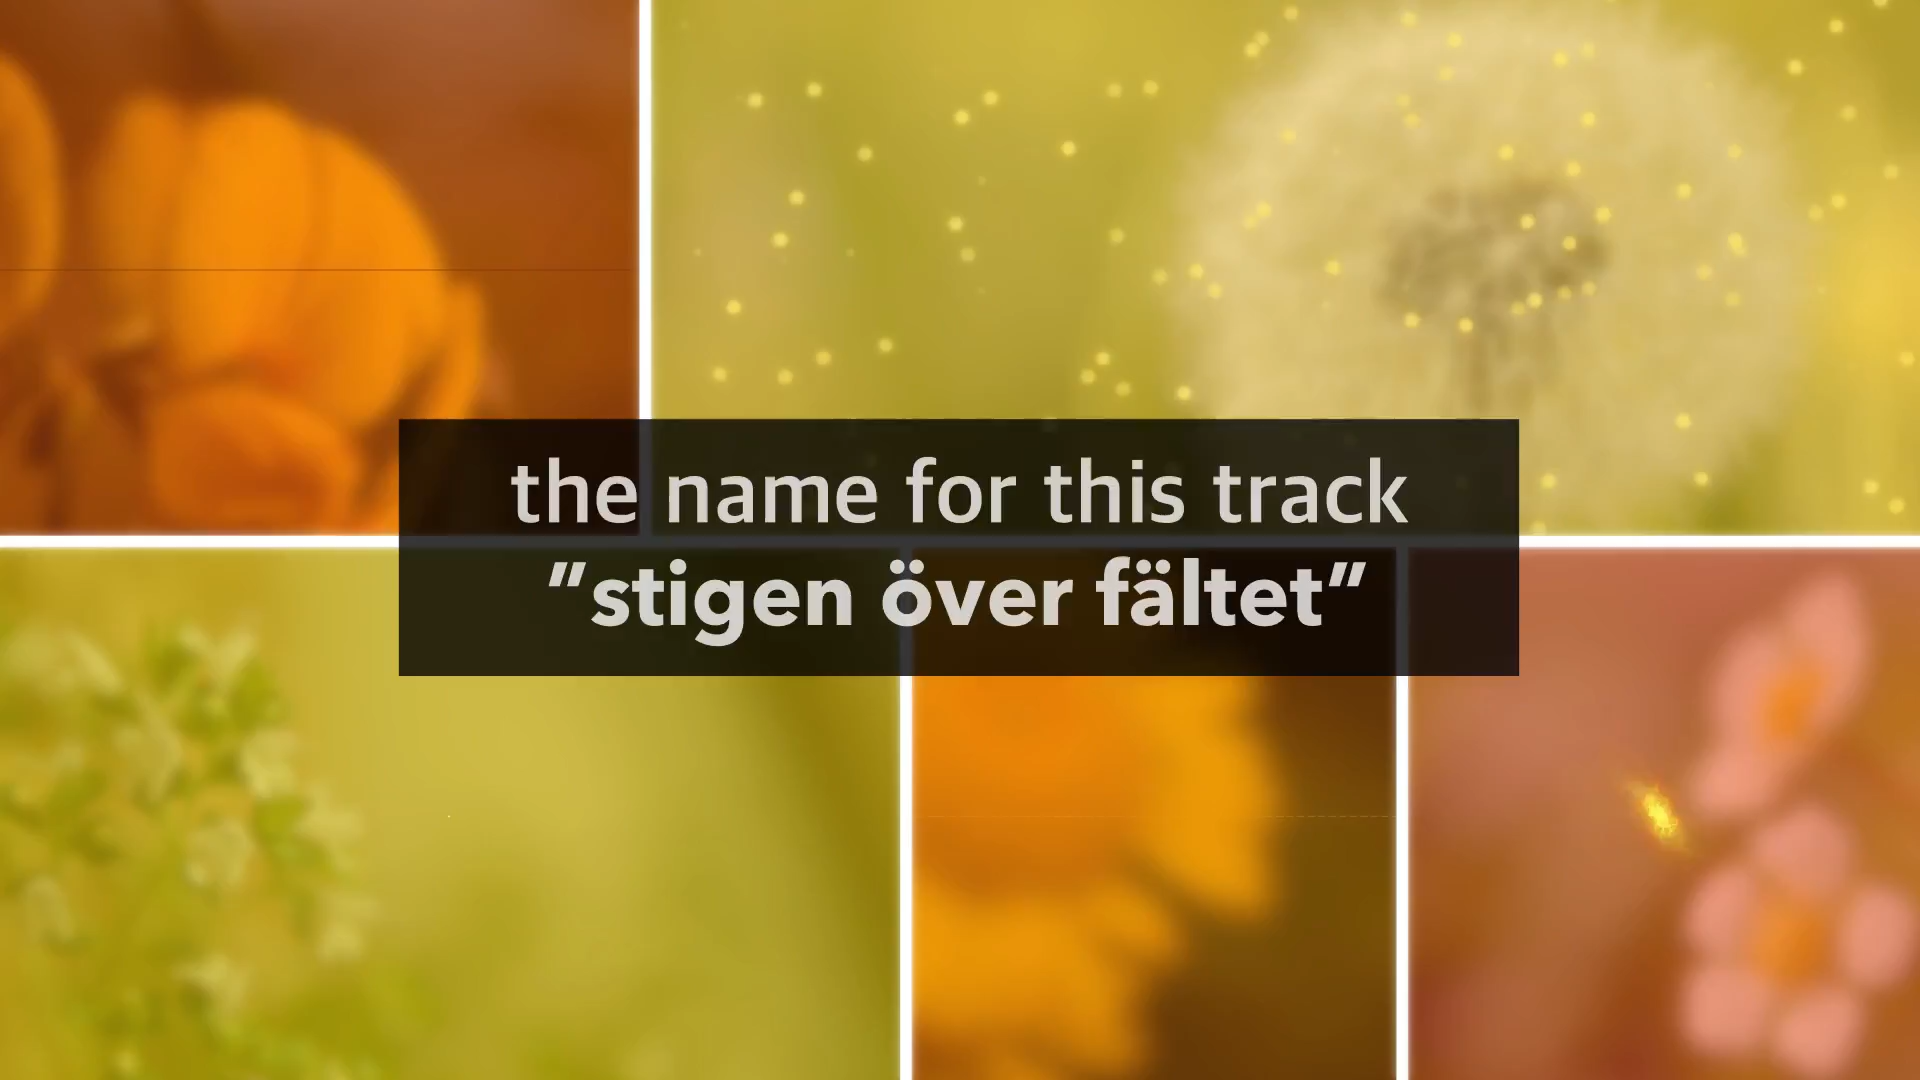 the name for this track
”stigen över fältet”